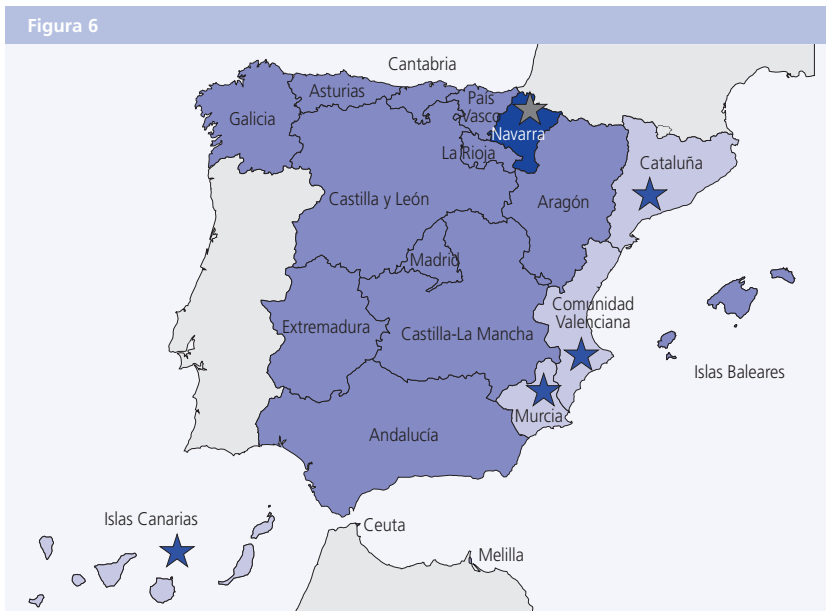 Figura 6
Cantabria
Asturias
País
Vasco
Galicia
Navarra
La Rioja
Cataluña
Castilla y León
Aragón
Madrid
Comunidad
Valenciana
Extremadura
Castilla-La Mancha
Islas Baleares
Murcia
Andalucía
Islas Canarias
Ceuta
Melilla